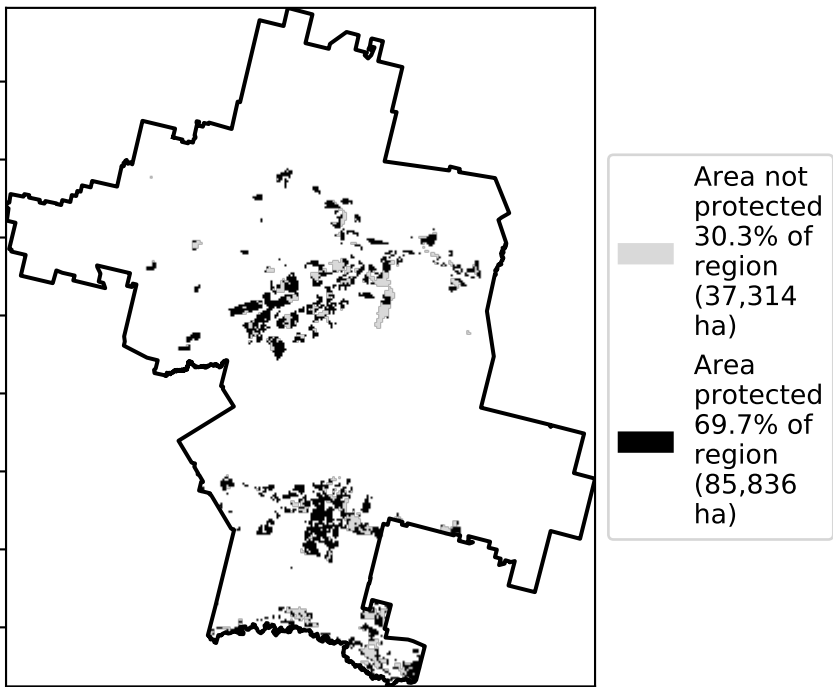 Area not
protected
30.3% of
region
(37,314
ha)
Area
protected
69.7% of
region
(85,836
ha)